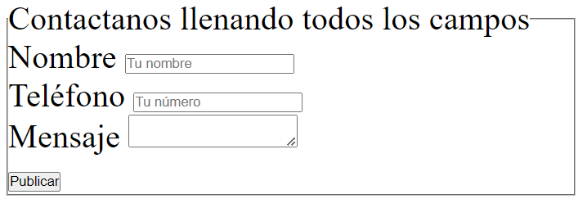 Contactanos llenando todos los campos
Nombre Tu nombre
Teléfono Tu número
Mensaje
Publicar